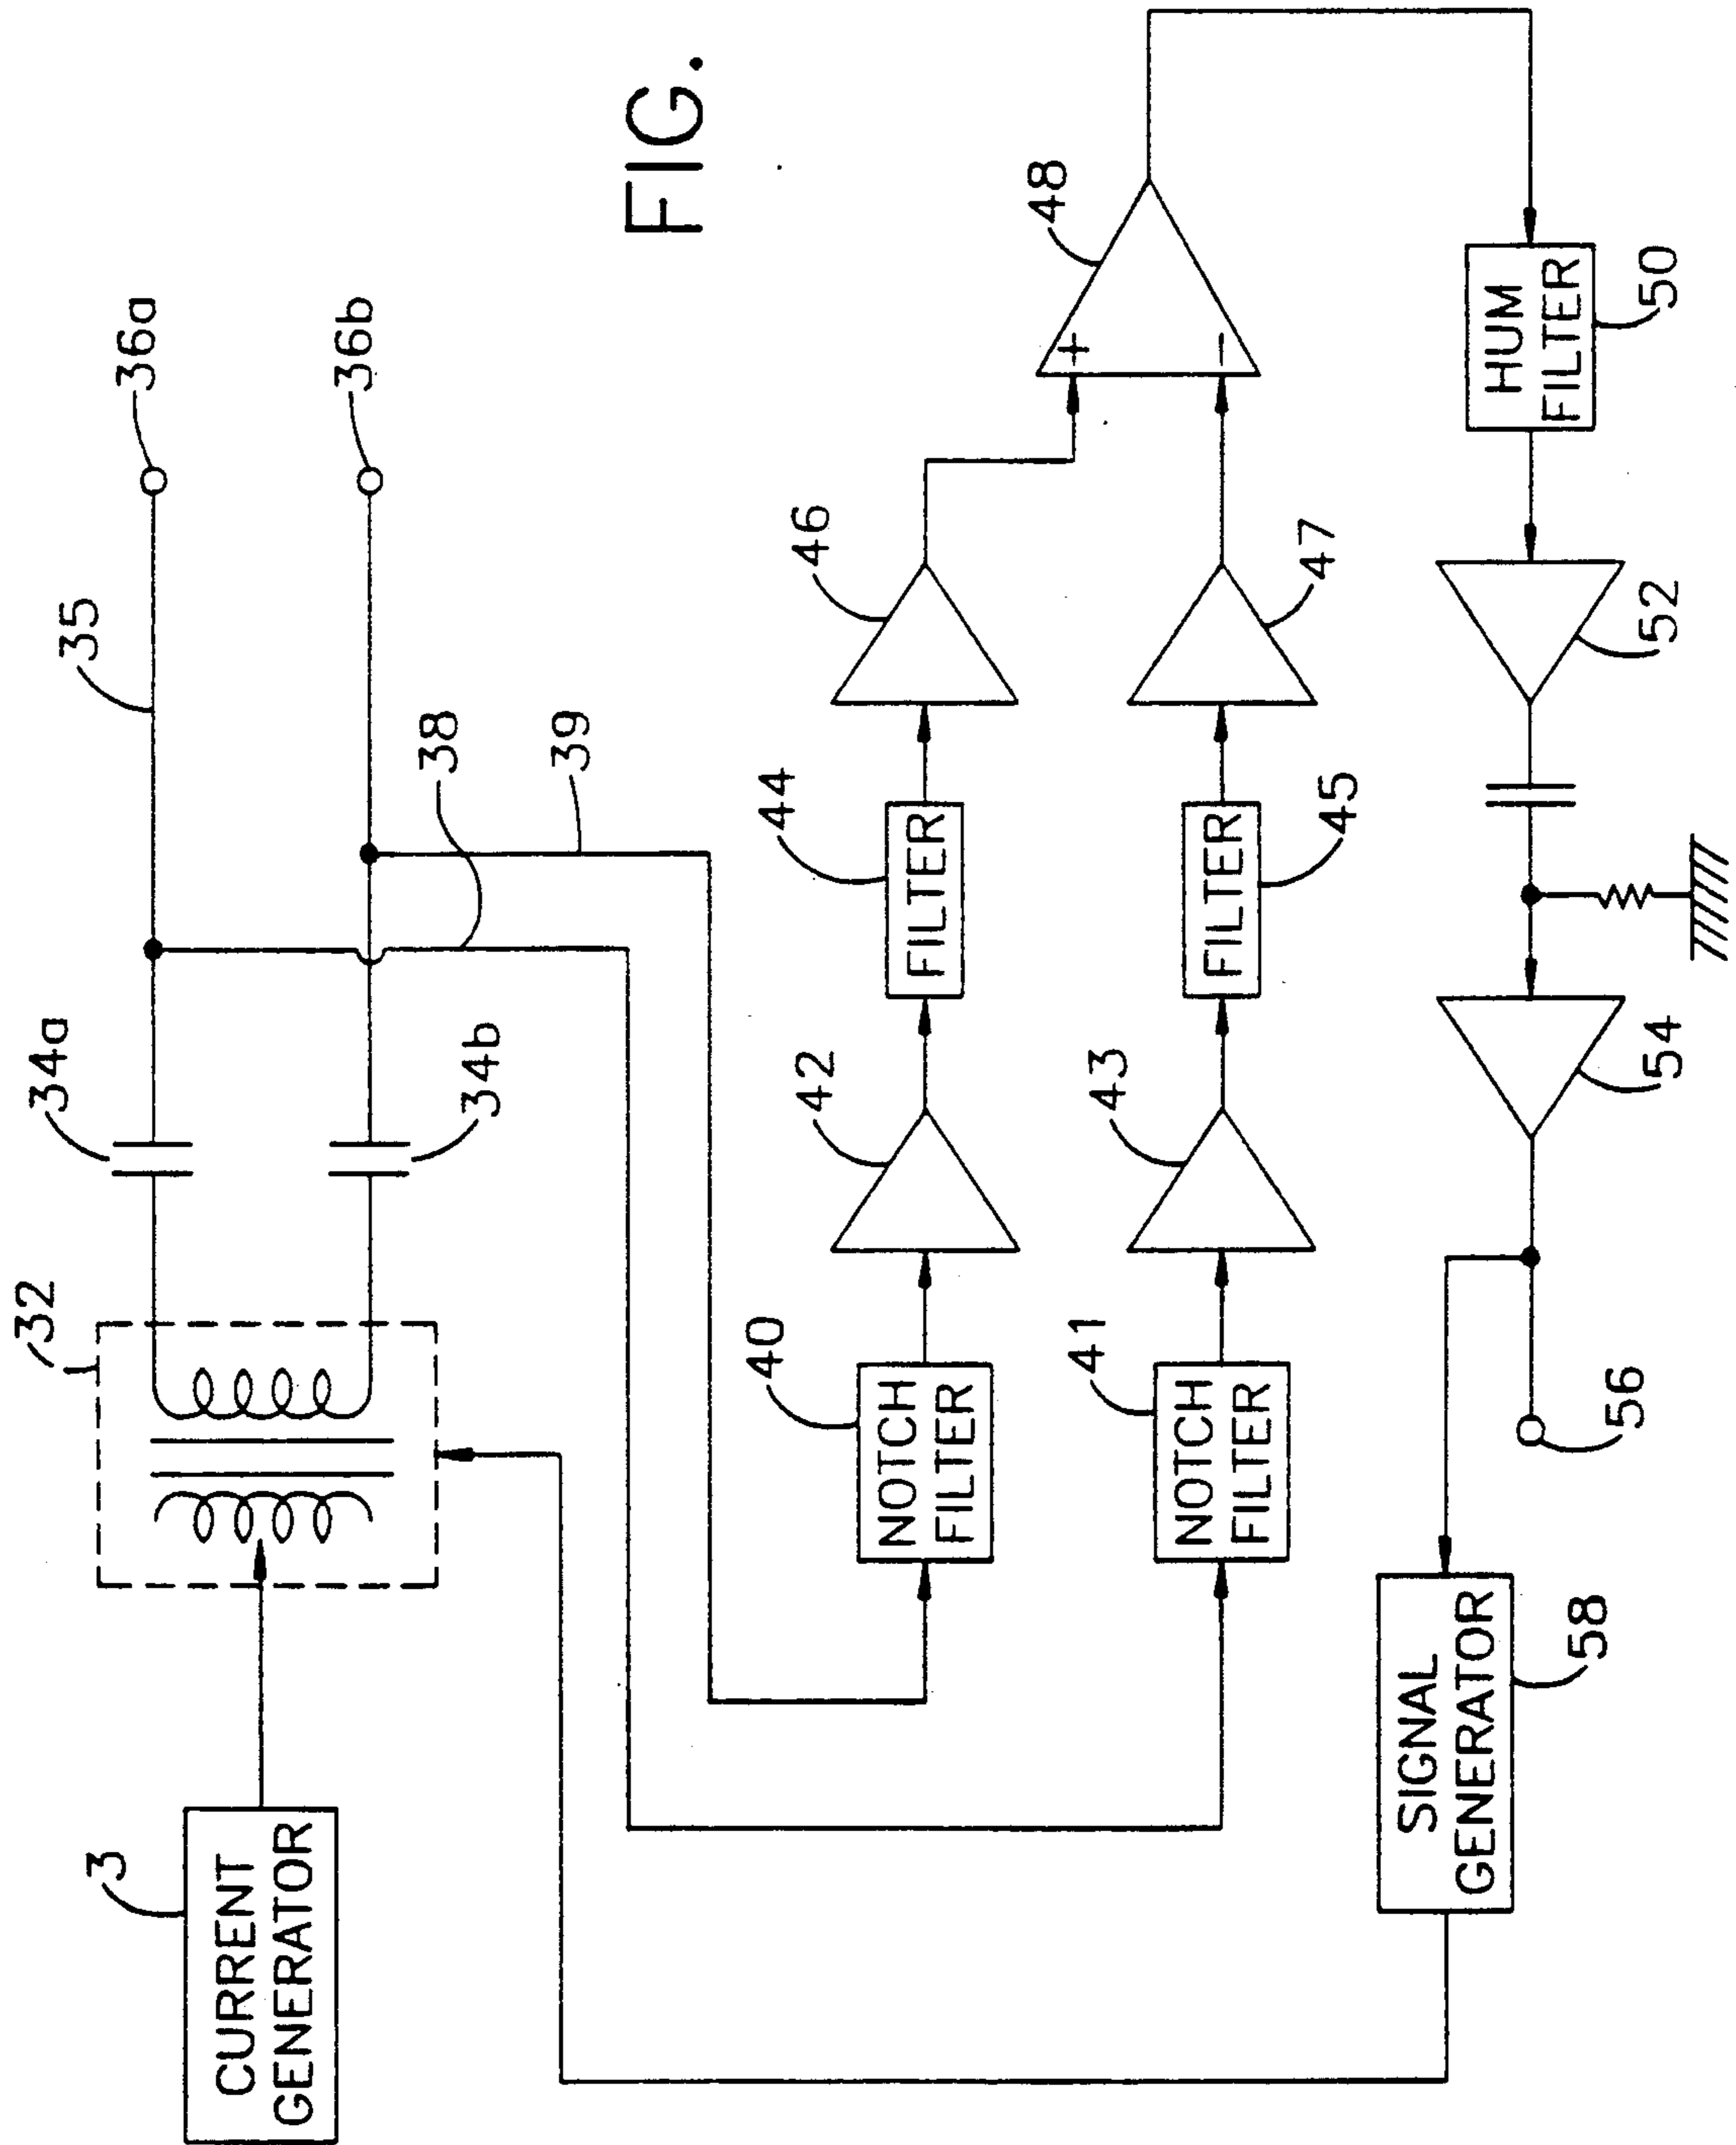 FIG.
3
CURRENT
GENERATOR
32
34a
34b
35
36a
36b
38
39
40
NOTCH
FILTER
42
44
FILTER
46
41
NOTCH
FILTER
43
45
FILTER
47
48
+
−
HUM
FILTER
50
52
54
56
SIGNAL
GENERATOR
58